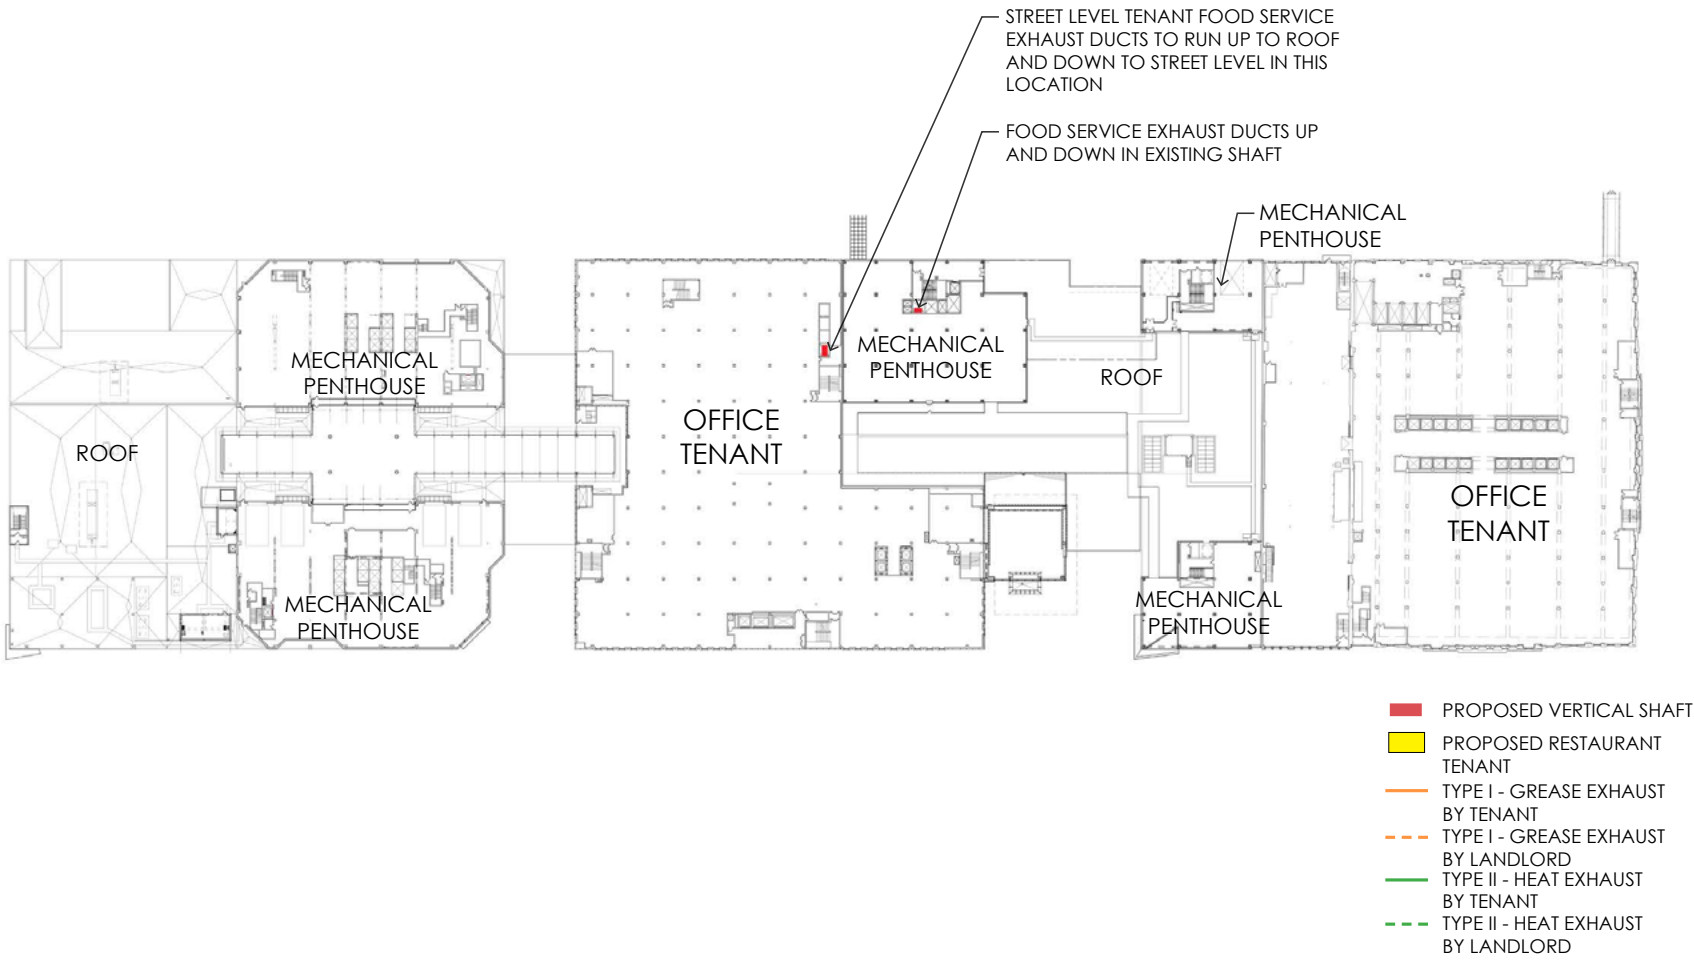 STREET LEVEL TENANT FOOD SERVICE
EXHAUST DUCTS TO RUN UP TO ROOF
AND DOWN TO STREET LEVEL IN THIS
LOCATION
FOOD SERVICE EXHAUST DUCTS UP
AND DOWN IN EXISTING SHAFT
MECHANICAL
PENTHOUSE
MECHANICAL
PENTHOUSE
MECHANICAL
PENTHOUSE
ROOF
OFFICE
TENANT
ROOF
OFFICE
TENANT
MECHANICAL
PENTHOUSE
MECHANICAL
PENTHOUSE
PROPOSED VERTICAL SHAFT
PROPOSED RESTAURANT
TENANT
TYPE I - GREASE EXHAUST
BY TENANT
TYPE I - GREASE EXHAUST
BY LANDLORD
TYPE II - HEAT EXHAUST
BY TENANT
TYPE II - HEAT EXHAUST
BY LANDLORD